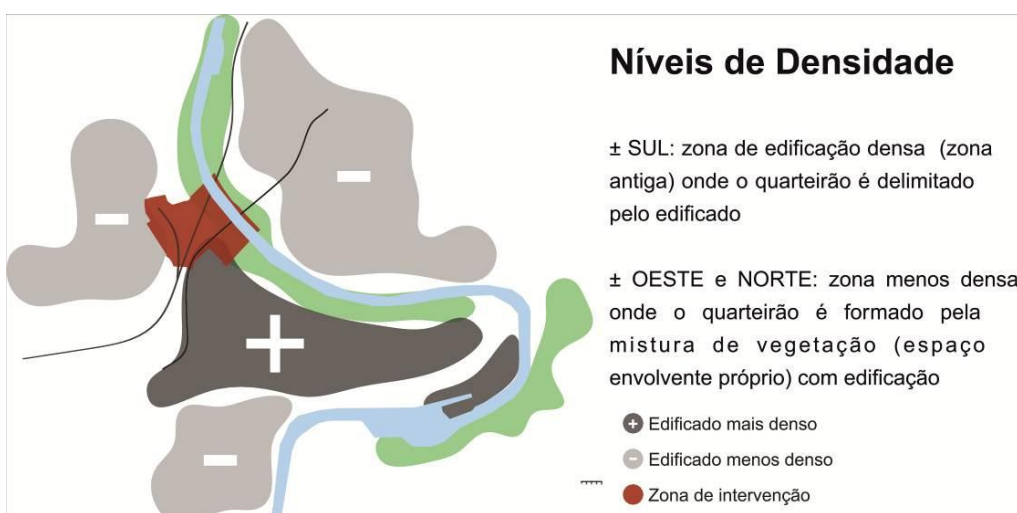 Níveis de Densidade
± SUL: zona de edificação densa (zona
antiga) onde o quarteirão é delimitado
pelo edificado
± OESTE e NORTE: zona menos densa
onde o quarteirão é formado pela
mistura de vegetação (espaço
envolvente próprio) com edificação
+ Edificado mais denso
- Edificado menos denso
Zona de intervenção